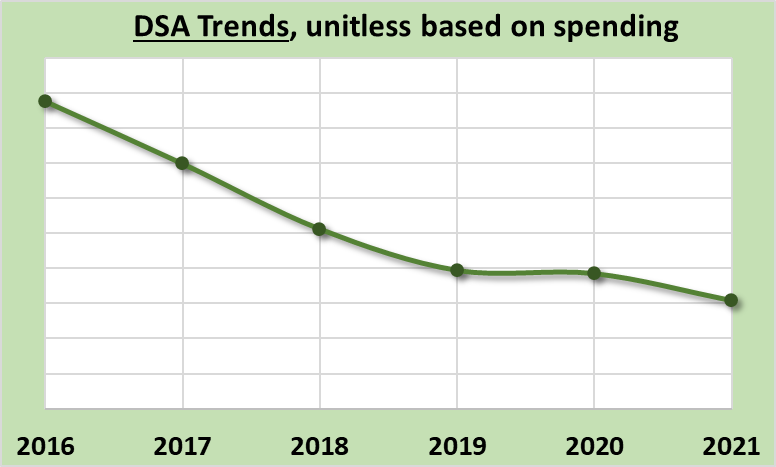 DSA Trends, unitless based on spending
2016 2017 2018 2019 2020 2021